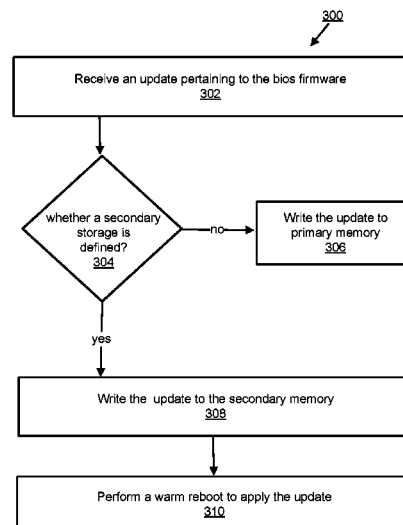 300
Receive an update pertaining to the bios firmware
302
whether a secondary
storage is
defined?
304
no
Write the update to
primary memory
306
yes
Write the update to the secondary memory
308
Perform a warm reboot to apply the update
310